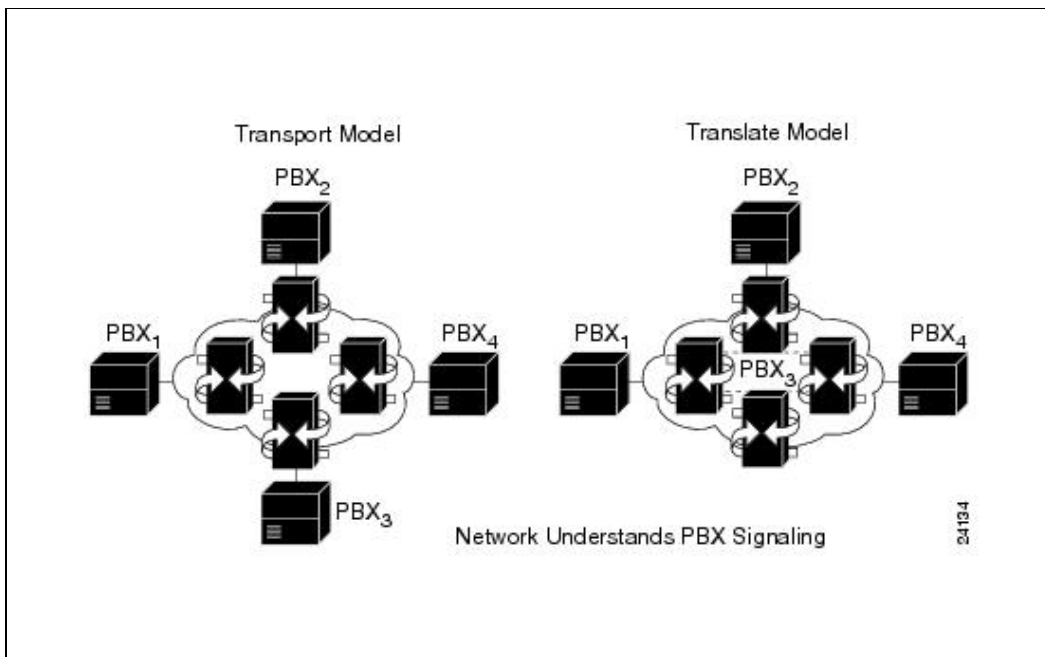 Transport Model
PBX2
PBX1
PBX4
PBX3
Translate Model
PBX2
PBX1
PBX3
PBX4
Network Understands PBX Signaling
24134